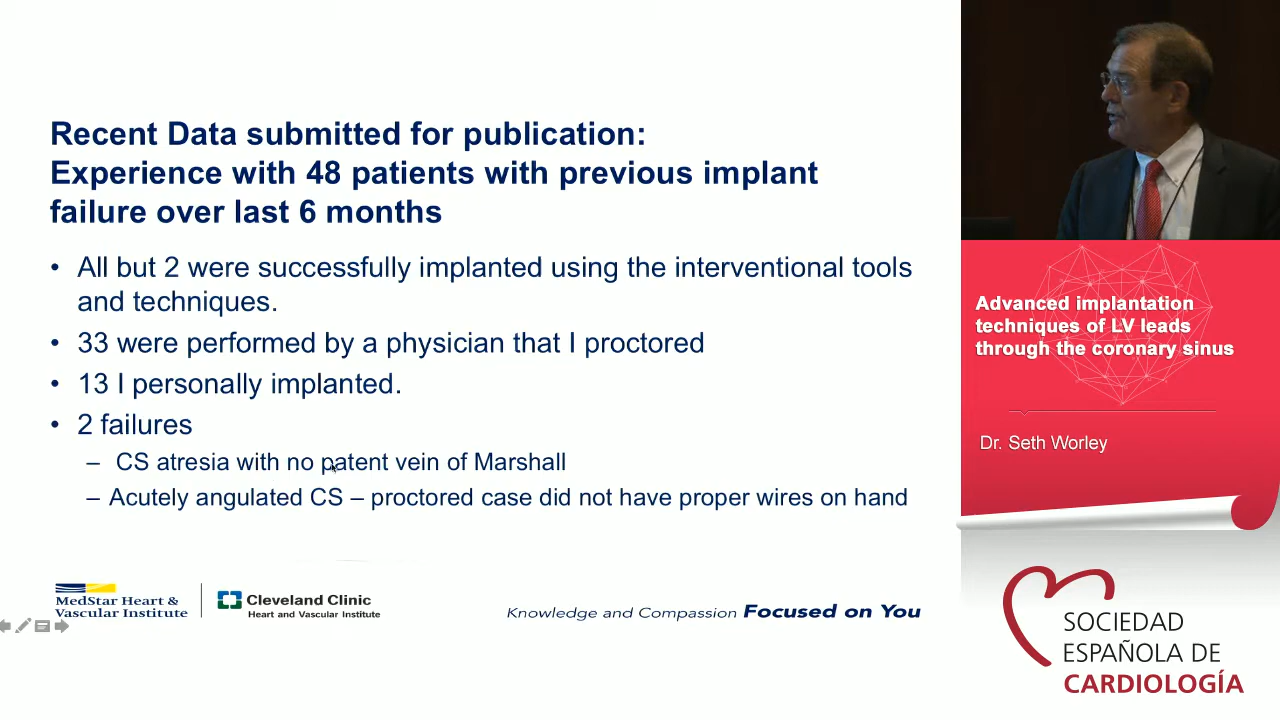 Recent Data submitted for publication:
Experience with 48 patients with previous implant
failure over last 6 months
• All but 2 were successfully implanted using the interventional tools
and techniques.
• 33 were performed by a physician that I proctored
• 13 I personally implanted.
• 2 failures
– CS atresia with no patent vein of Marshall
– Acutely angulated CS – proctored case did not have proper wires on hand
MedStar Heart &
Vascular Institute
Cleveland Clinic
Heart and Vascular Institute
Knowledge and Compassion Focused on You
Advanced implantation
techniques of LV leads
through the coronary sinus
Dr. Seth Worley
SOCIEDAD
ESPAÑOLA DE
CARDIOLOGÍA